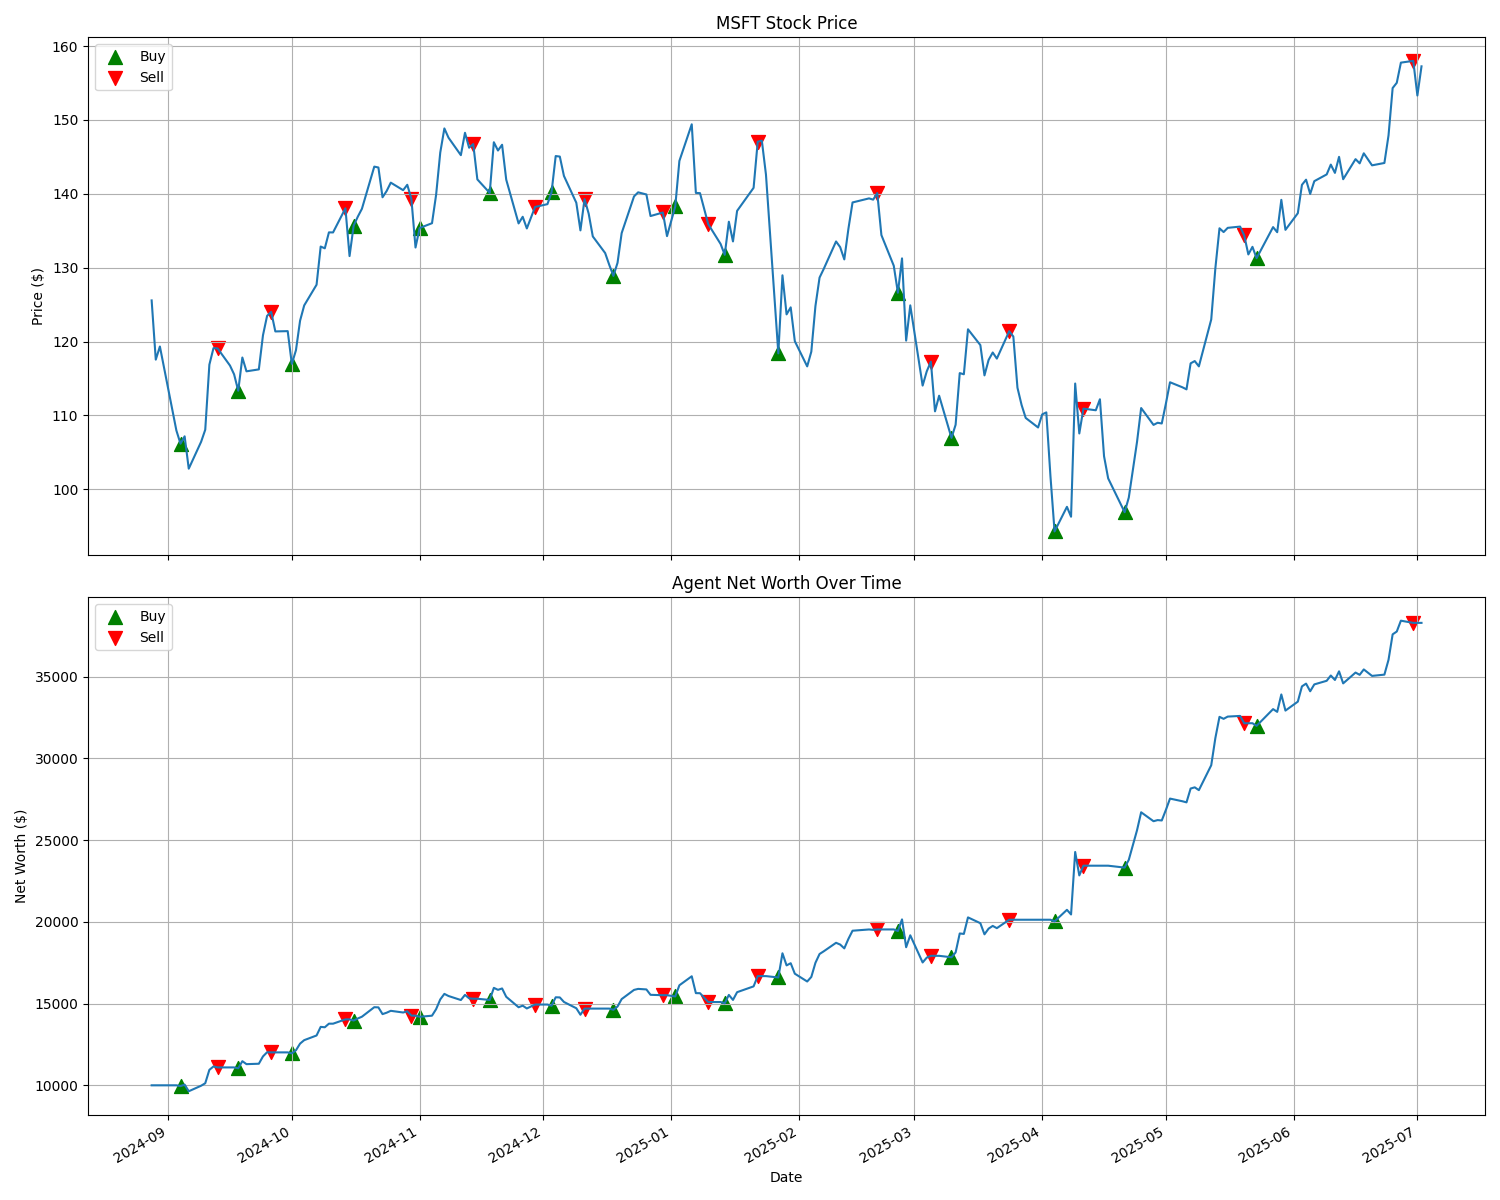 MSFT Stock Price
Buy
Sell
Price ($)
160
150
140
130
120
110
100
Agent Net Worth Over Time
Buy
Sell
Net Worth ($)
35000
30000
25000
20000
15000
10000
2024-09
2024-10
2024-11
2024-12
2025-01
2025-02
2025-03
2025-04
2025-05
2025-06
2025-07
Date